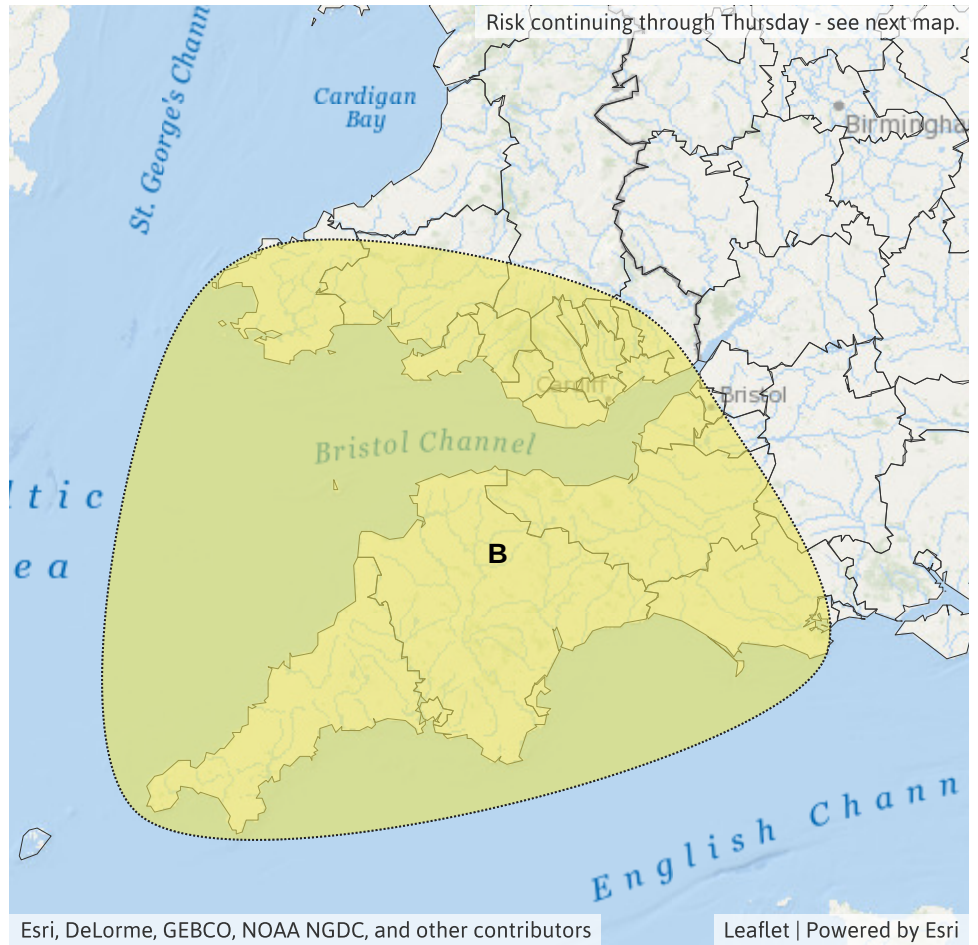 Risk continuing through Thursday - see next map.
St. George's Chann
Cardigan
Bay
Birmingha
Cardiff
Bristol
Bristol Channel
ltic
ea
B
English Chann
Esri, DeLorme, GEBCO, NOAA NGDC, and other contributors
Leaflet | Powered by Esri